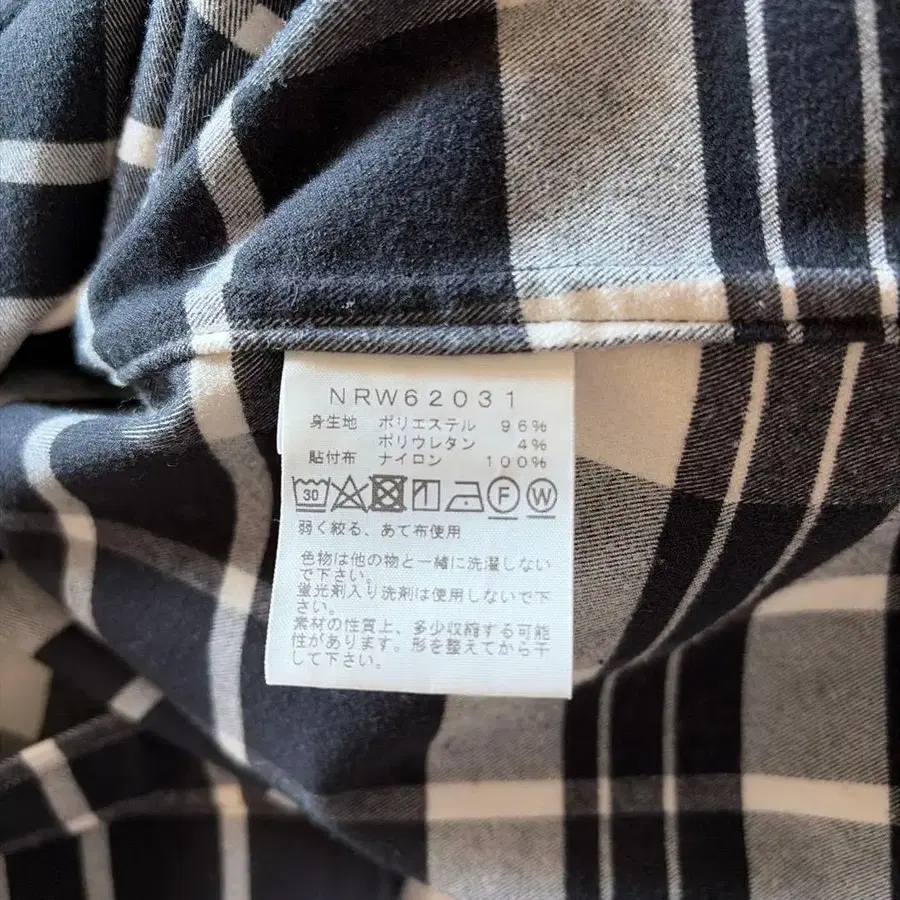 NRW62031
身生地 ポリエステル 96%
ポリウレタン 4%
貼付布 ナイロン 100%
30 F W
弱く絞る、あて布使用
色物は他の物と一緒に洗濯しない
で下さい。
蛍光剤入り洗剤は使用しないで下
さい。
素材の性質上、多少収縮する可能
性があります。形を整えてから干
して下さい。